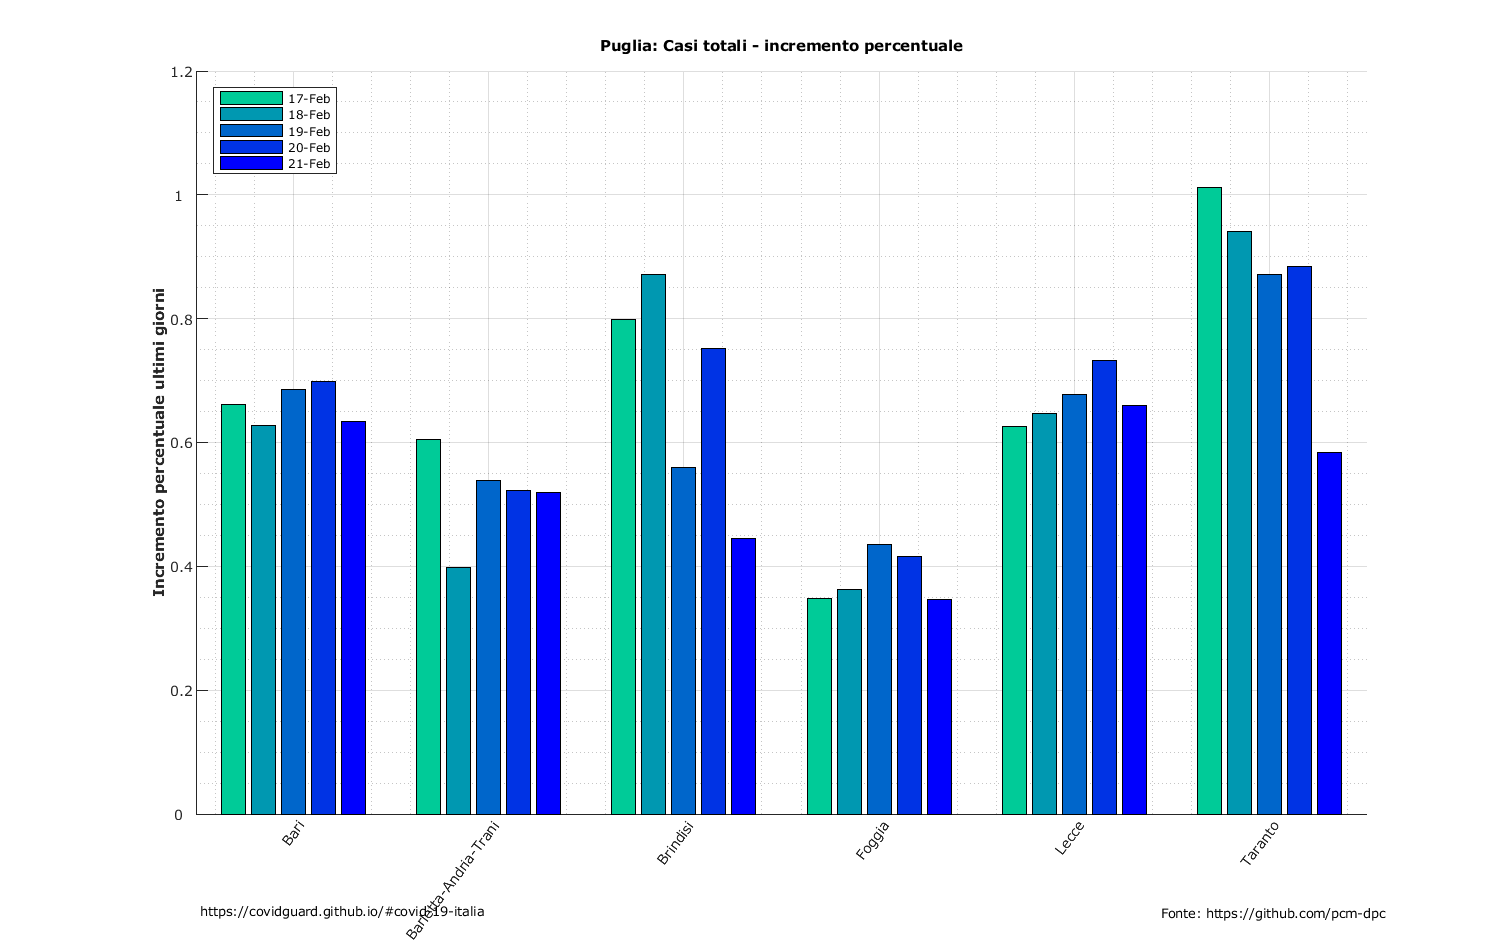 Puglia: Casi totali - incremento percentuale
1.2
1
0.8
0.6
0.4
0.2
0
Incremento percentuale ultimi giorni
17-Feb
18-Feb
19-Feb
20-Feb
21-Feb
Bari
Barletta-Andria-Trani
Brindisi
Foggia
Lecce
Taranto
https://covidguard.github.io/#covid-19-italia
Fonte: https://github.com/pcm-dpc